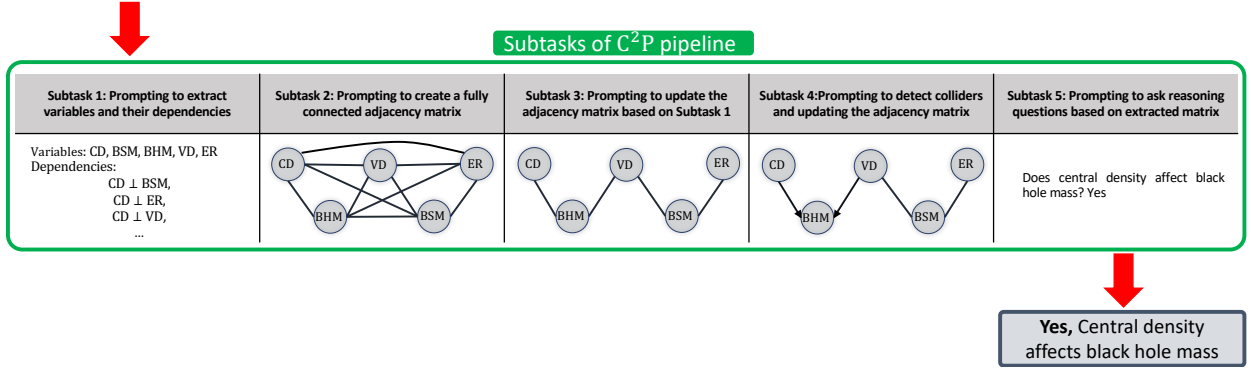 Subtasks of C²P pipeline
Subtask 1: Prompting to extract
variables and their dependencies
Subtask 2: Prompting to create a fully
connected adjacency matrix
Subtask 3: Prompting to update the
adjacency matrix based on Subtask 1
Subtask 4:Prompting to detect colliders
and updating the adjacency matrix
Subtask 5: Prompting to ask reasoning
questions based on extracted matrix
Variables: CD, BSM, BHM, VD, ER
Dependencies:
CD ⊥ BSM,
CD ⊥ ER,
CD ⊥ VD,
...
CD
VD
ER
BHM
BSM
CD
VD
ER
BHM
BSM
CD
VD
ER
BHM
BSM
Does central density affect black
hole mass? Yes
Yes, Central density
affects black hole mass